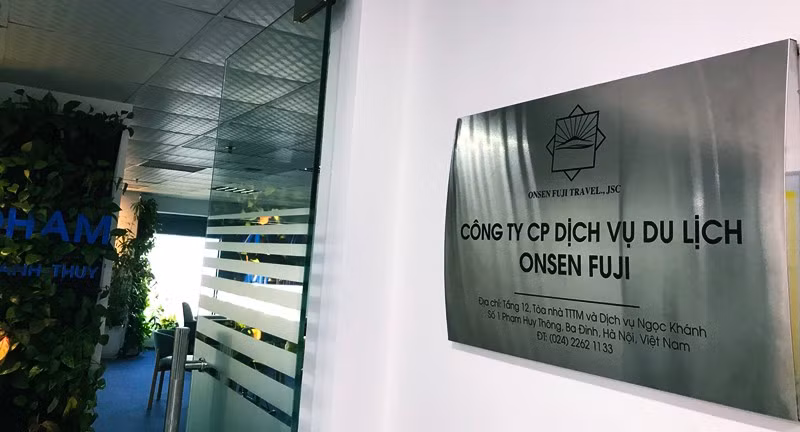 PHAM
ANH THUY
ONSEN FUJI TRAVEL., JSC
CÔNG TY CP DỊCH VỤ DU LỊCH
ONSEN FUJI
Địa chỉ: Tầng 12, Tòa nhà TTTM và Dịch vụ Ngọc Khánh
Số 1 Phạm Huy Thông, Ba Đình, Hà Nội, Việt Nam
ĐT: (024) 2262 1133